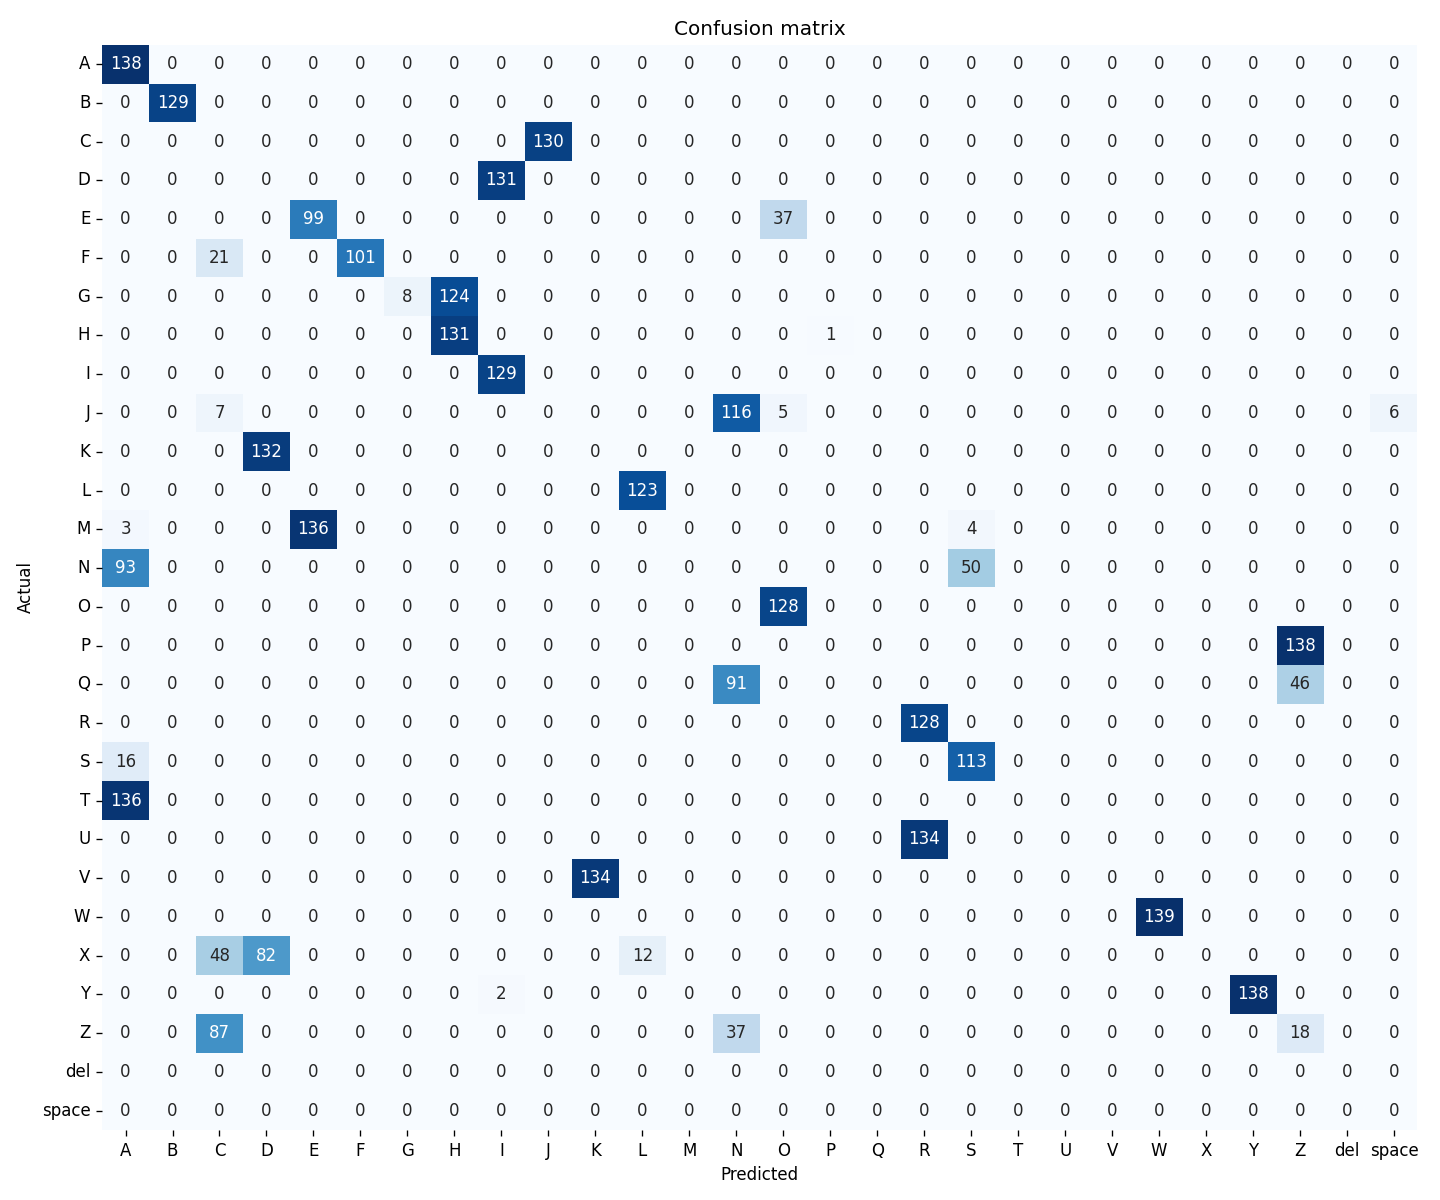 Confusion matrix
A 138 0 0 0 0 0 0 0 0 0 0 0 0 0 0 0 0 0 0 0 0 0 0 0 0 0 0 0
B 0 129 0 0 0 0 0 0 0 0 0 0 0 0 0 0 0 0 0 0 0 0 0 0 0 0 0 0
C 0 0 0 0 0 0 0 0 0 130 0 0 0 0 0 0 0 0 0 0 0 0 0 0 0 0 0 0
D 0 0 0 0 0 0 0 0 131 0 0 0 0 0 0 0 0 0 0 0 0 0 0 0 0 0 0 0
E 0 0 0 0 99 0 0 0 0 0 0 0 0 0 37 0 0 0 0 0 0 0 0 0 0 0 0 0
F 0 0 21 0 0 101 0 0 0 0 0 0 0 0 0 0 0 0 0 0 0 0 0 0 0 0 0 0
G 0 0 0 0 0 0 8 124 0 0 0 0 0 0 0 0 0 0 0 0 0 0 0 0 0 0 0 0
H 0 0 0 0 0 0 0 131 0 0 0 0 0 0 0 1 0 0 0 0 0 0 0 0 0 0 0 0
I 0 0 0 0 0 0 0 0 129 0 0 0 0 0 0 0 0 0 0 0 0 0 0 0 0 0 0 0
J 0 0 7 0 0 0 0 0 0 0 0 0 0 116 5 0 0 0 0 0 0 0 0 0 0 0 0 6
K 0 0 0 132 0 0 0 0 0 0 0 0 0 0 0 0 0 0 0 0 0 0 0 0 0 0 0 0
L 0 0 0 0 0 0 0 0 0 0 0 123 0 0 0 0 0 0 0 0 0 0 0 0 0 0 0 0
M 3 0 0 0 136 0 0 0 0 0 0 0 0 0 0 0 0 0 4 0 0 0 0 0 0 0 0 0
N 93 0 0 0 0 0 0 0 0 0 0 0 0 0 0 0 0 0 50 0 0 0 0 0 0 0 0 0
O 0 0 0 0 0 0 0 0 0 0 0 0 0 0 128 0 0 0 0 0 0 0 0 0 0 0 0 0
P 0 0 0 0 0 0 0 0 0 0 0 0 0 0 0 0 0 0 0 0 0 0 0 0 0 138 0 0
Q 0 0 0 0 0 0 0 0 0 0 0 0 0 91 0 0 0 0 0 0 0 0 0 0 0 46 0 0
R 0 0 0 0 0 0 0 0 0 0 0 0 0 0 0 0 0 128 0 0 0 0 0 0 0 0 0 0
S 16 0 0 0 0 0 0 0 0 0 0 0 0 0 0 0 0 0 113 0 0 0 0 0 0 0 0 0
T 136 0 0 0 0 0 0 0 0 0 0 0 0 0 0 0 0 0 0 0 0 0 0 0 0 0 0 0
U 0 0 0 0 0 0 0 0 0 0 0 0 0 0 0 0 0 134 0 0 0 0 0 0 0 0 0 0
V 0 0 0 0 0 0 0 0 0 0 134 0 0 0 0 0 0 0 0 0 0 0 0 0 0 0 0 0
W 0 0 0 0 0 0 0 0 0 0 0 0 0 0 0 0 0 0 0 0 0 0 139 0 0 0 0 0
X 0 0 48 82 0 0 0 0 0 0 0 12 0 0 0 0 0 0 0 0 0 0 0 0 0 0 0 0
Y 0 0 0 0 0 0 0 0 2 0 0 0 0 0 0 0 0 0 0 0 0 0 0 0 138 0 0 0
Z 0 0 87 0 0 0 0 0 0 0 0 0 0 37 0 0 0 0 0 0 0 0 0 0 0 18 0 0
del 0 0 0 0 0 0 0 0 0 0 0 0 0 0 0 0 0 0 0 0 0 0 0 0 0 0 0 0
space 0 0 0 0 0 0 0 0 0 0 0 0 0 0 0 0 0 0 0 0 0 0 0 0 0 0 0 0
A B C D E F G H I J K L M N O P Q R S T U V W X Y Z del space
Predicted
Actual